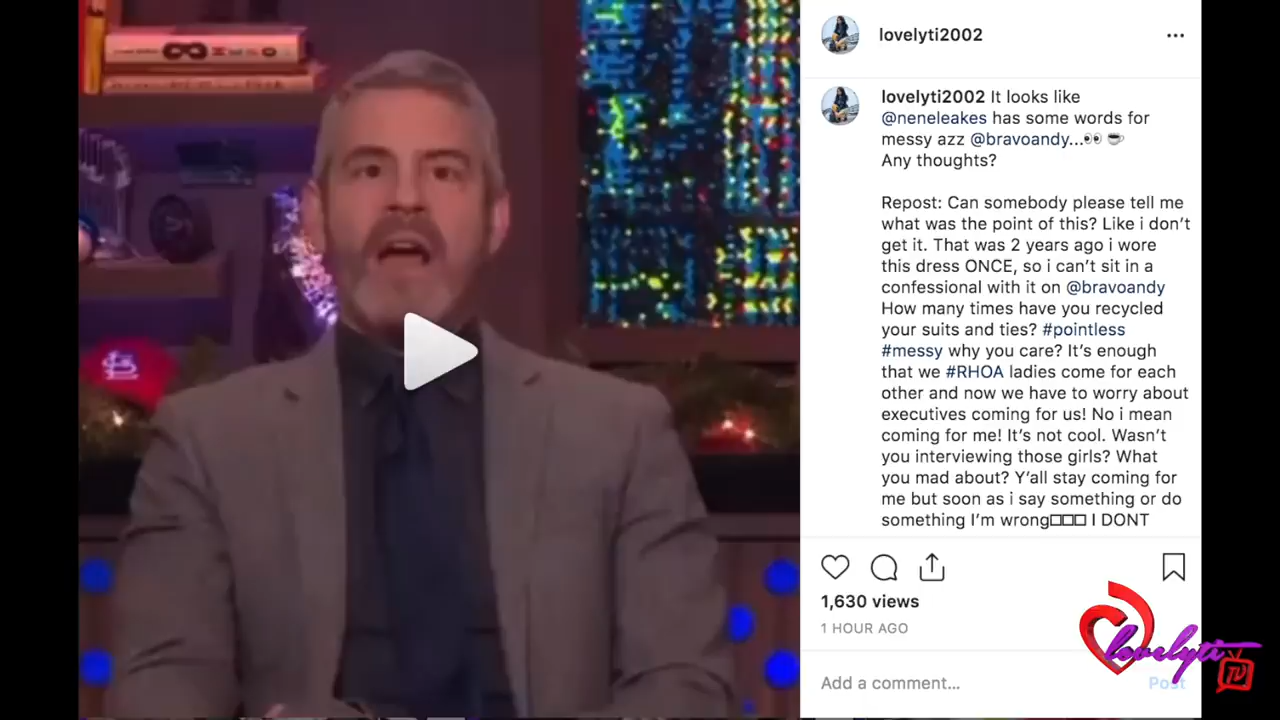 lovelyti2002
lovelyti2002 It looks like
@neneleakes has some words for
messy azz @bravoandy...👀 ☕
Any thoughts?
Repost: Can somebody please tell me
what was the point of this? Like i don't
get it. That was 2 years ago i wore
this dress ONCE, so i can't sit in a
confessional with it on @bravoandy
How many times have you recycled
your suits and ties? #pointless
#messy why you care? It's enough
that we #RHOA ladies come for each
other and now we have to worry about
executives coming for us! No i mean
coming for me! It's not cool. Wasn't
you interviewing those girls? What
you mad about? Y'all stay coming for
me but soon as i say something or do
something I'm wrong□□□ I DONT
1,630 views
1 HOUR AGO
Add a comment...
Post
lovelyti
TV